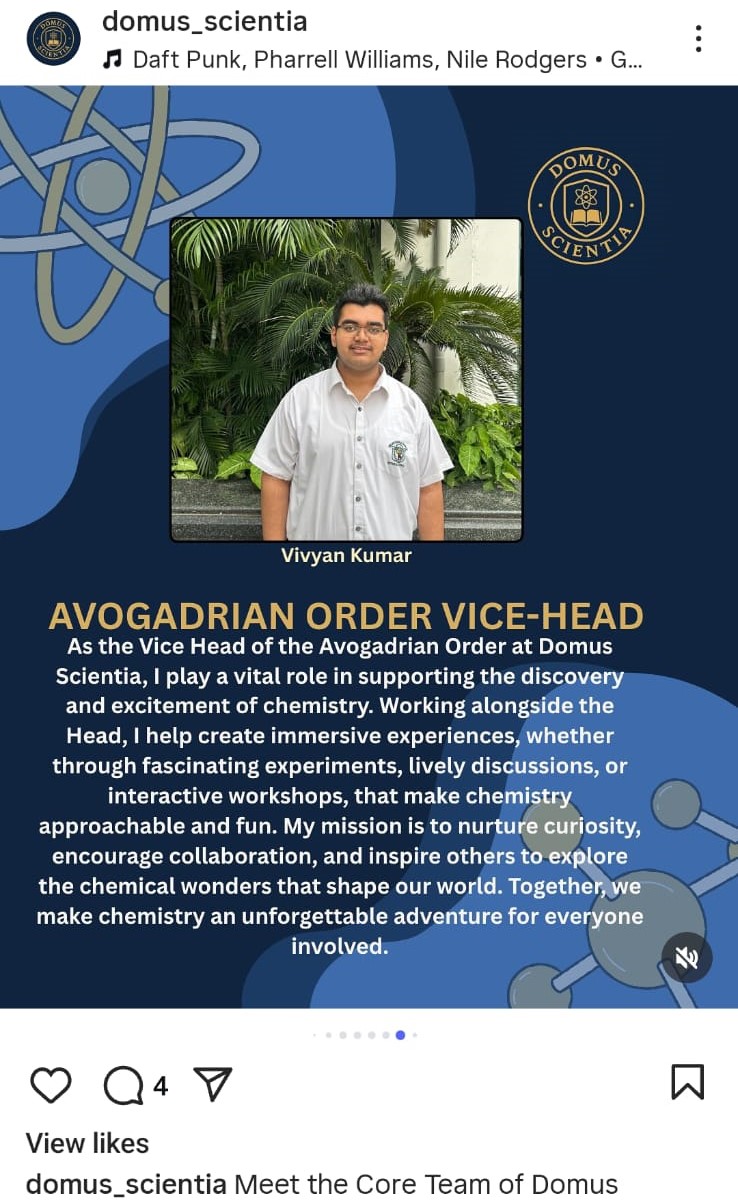 domus_scientia
Daft Punk, Pharrell Williams, Nile Rodgers • G...
DOMUS
SCIENTIA
DOMUS
SCIENTIA
Vivyan Kumar
AVOGADRIAN ORDER VICE-HEAD
As the Vice Head of the Avogadrian Order at Domus
Scientia, I play a vital role in supporting the discovery
and excitement of chemistry. Working alongside the
Head, I help create immersive experiences, whether
through fascinating experiments, lively discussions, or
interactive workshops, that make chemistry
approachable and fun. My mission is to nurture curiosity,
encourage collaboration, and inspire others to explore
the chemical wonders that shape our world. Together, we
make chemistry an unforgettable adventure for everyone
involved.
4
View likes
domus_scientia Meet the Core Team of Domus